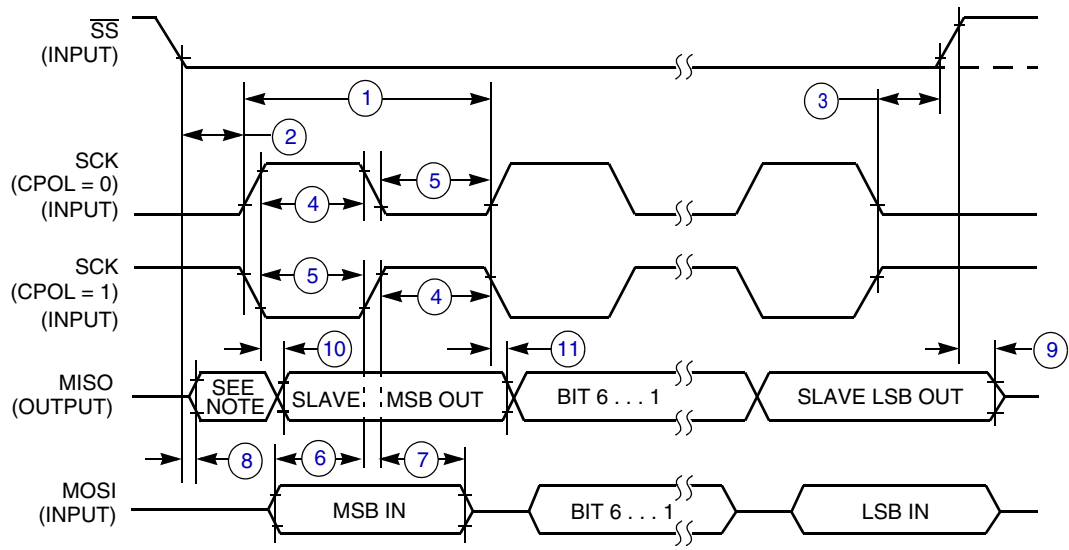 SS
(INPUT)
1
3
2
SCK
(CPOL = 0)
(INPUT)
5
4
SCK
(CPOL = 1)
(INPUT)
5
4
10
11
9
MISO
(OUTPUT)
SEE
NOTE
SLAVE
MSB OUT
BIT 6 . . . 1
SLAVE LSB OUT
8
6
7
MOSI
(INPUT)
MSB IN
BIT 6 . . . 1
LSB IN